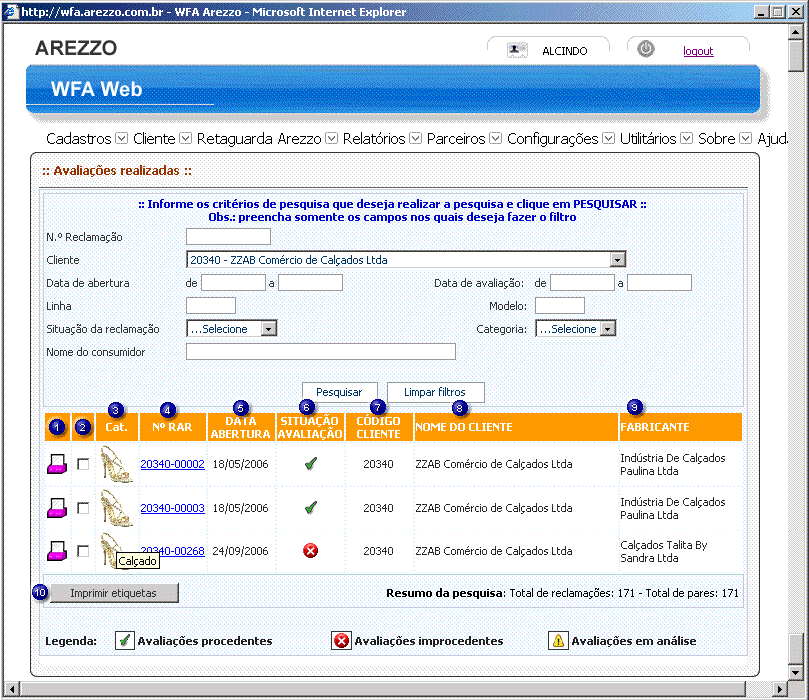 http://wfa.arezzo.com.br - WFA Arezzo - Microsoft Internet Explorer
AREZZO
ALCINDO
logout
WFA Web
Cadastros Cliente Retaguarda Arezzo Relatórios Parceiros Configurações Utilitários Sobre Ajud
:: Avaliações realizadas ::
:: Informe os critérios de pesquisa que deseja realizar a pesquisa e clique em PESQUISAR ::
Obs.: preencha somente os campos nos quais deseja fazer o filtro
N.º Reclamação
Cliente 20340 - ZZAB Comércio de Calçados Ltda
Data de abertura de a Data de avaliação: de a
Linha Modelo:
Situação da reclamação ...Selecione Categoria: ...Selecione
Nome do consumidor
Pesquisar Limpar filtros
1 2 3 4 5 6 7 8 9
Cat. Nº RAR DATA ABERTURA SITUAÇÃO AVALIAÇÃO CÓDIGO CLIENTE NOME DO CLIENTE FABRICANTE
20340-00002 18/05/2006 20340 ZZAB Comércio de Calçados Ltda Indústria De Calçados
Paulina Ltda
20340-00003 18/05/2006 20340 ZZAB Comércio de Calçados Ltda Indústria De Calçados
Paulina Ltda
20340-00268 24/09/2006 20340 ZZAB Comércio de Calçados Ltda Calçados Talita By
Sandra Ltda
Calçado
10 Imprimir etiquetas Resumo da pesquisa: Total de reclamações: 171 - Total de pares: 171
Legenda: Avaliações procedentes Avaliações improcedentes Avaliações em análise